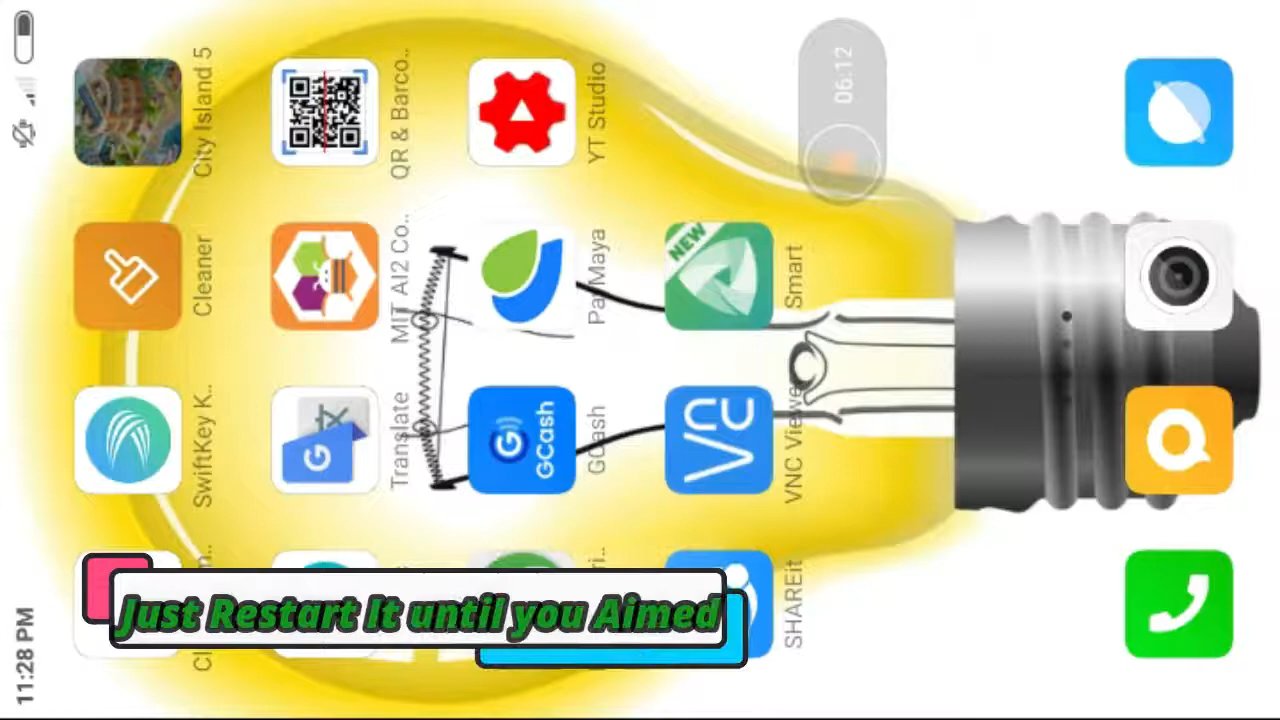 11:28 PM
06:12
City Island 5
Cleaner
SwiftKey K..
QR & Barco..
MIT AI2 Co..
Translate
G
YT Studio
PayMaya
GCash
G
GCash
NEW
Smart
VNC
VNC Viewer
SHAREit
Just Restart It until you Aimed